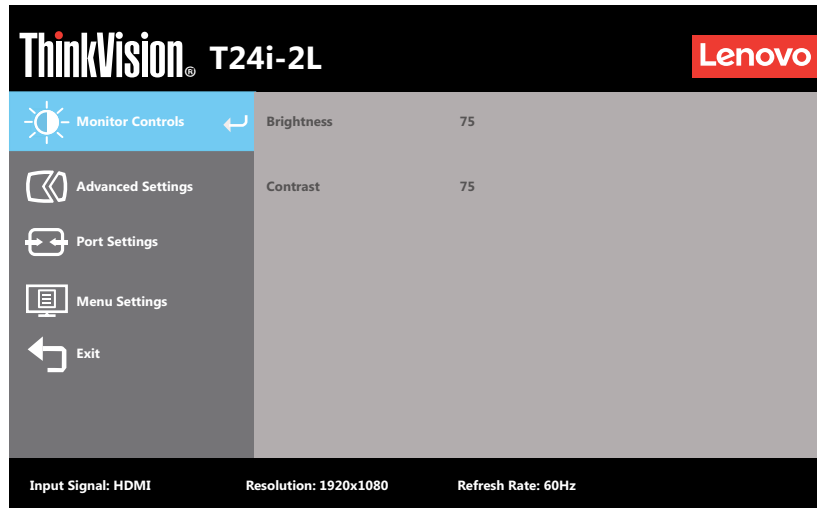 ThinkVision® T24i-2L
Lenovo
Monitor Controls
Brightness 75
Advanced Settings
Contrast 75
Port Settings
Menu Settings
Exit
Input Signal: HDMI Resolution: 1920x1080 Refresh Rate: 60Hz